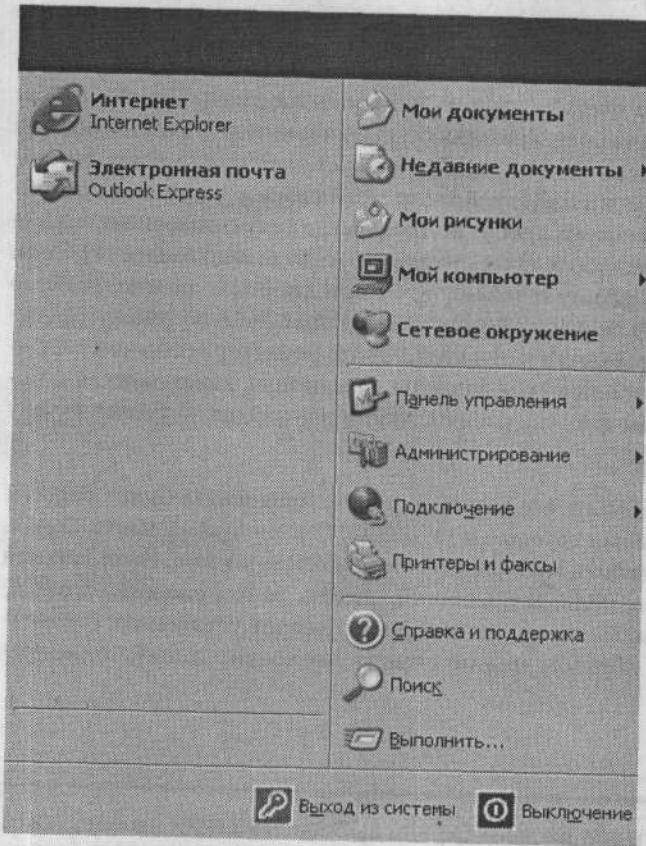 Интернет
Internet Explorer
Электронная почта
Outlook Express
Мои документы
Недавние документы
Мои рисунки
Мой компьютер
Сетевое окружение
Панель управления
Администрирование
Подключение
Принтеры и факсы
Справка и поддержка
Поиск
Выполнить...
Выход из системы
Выключение